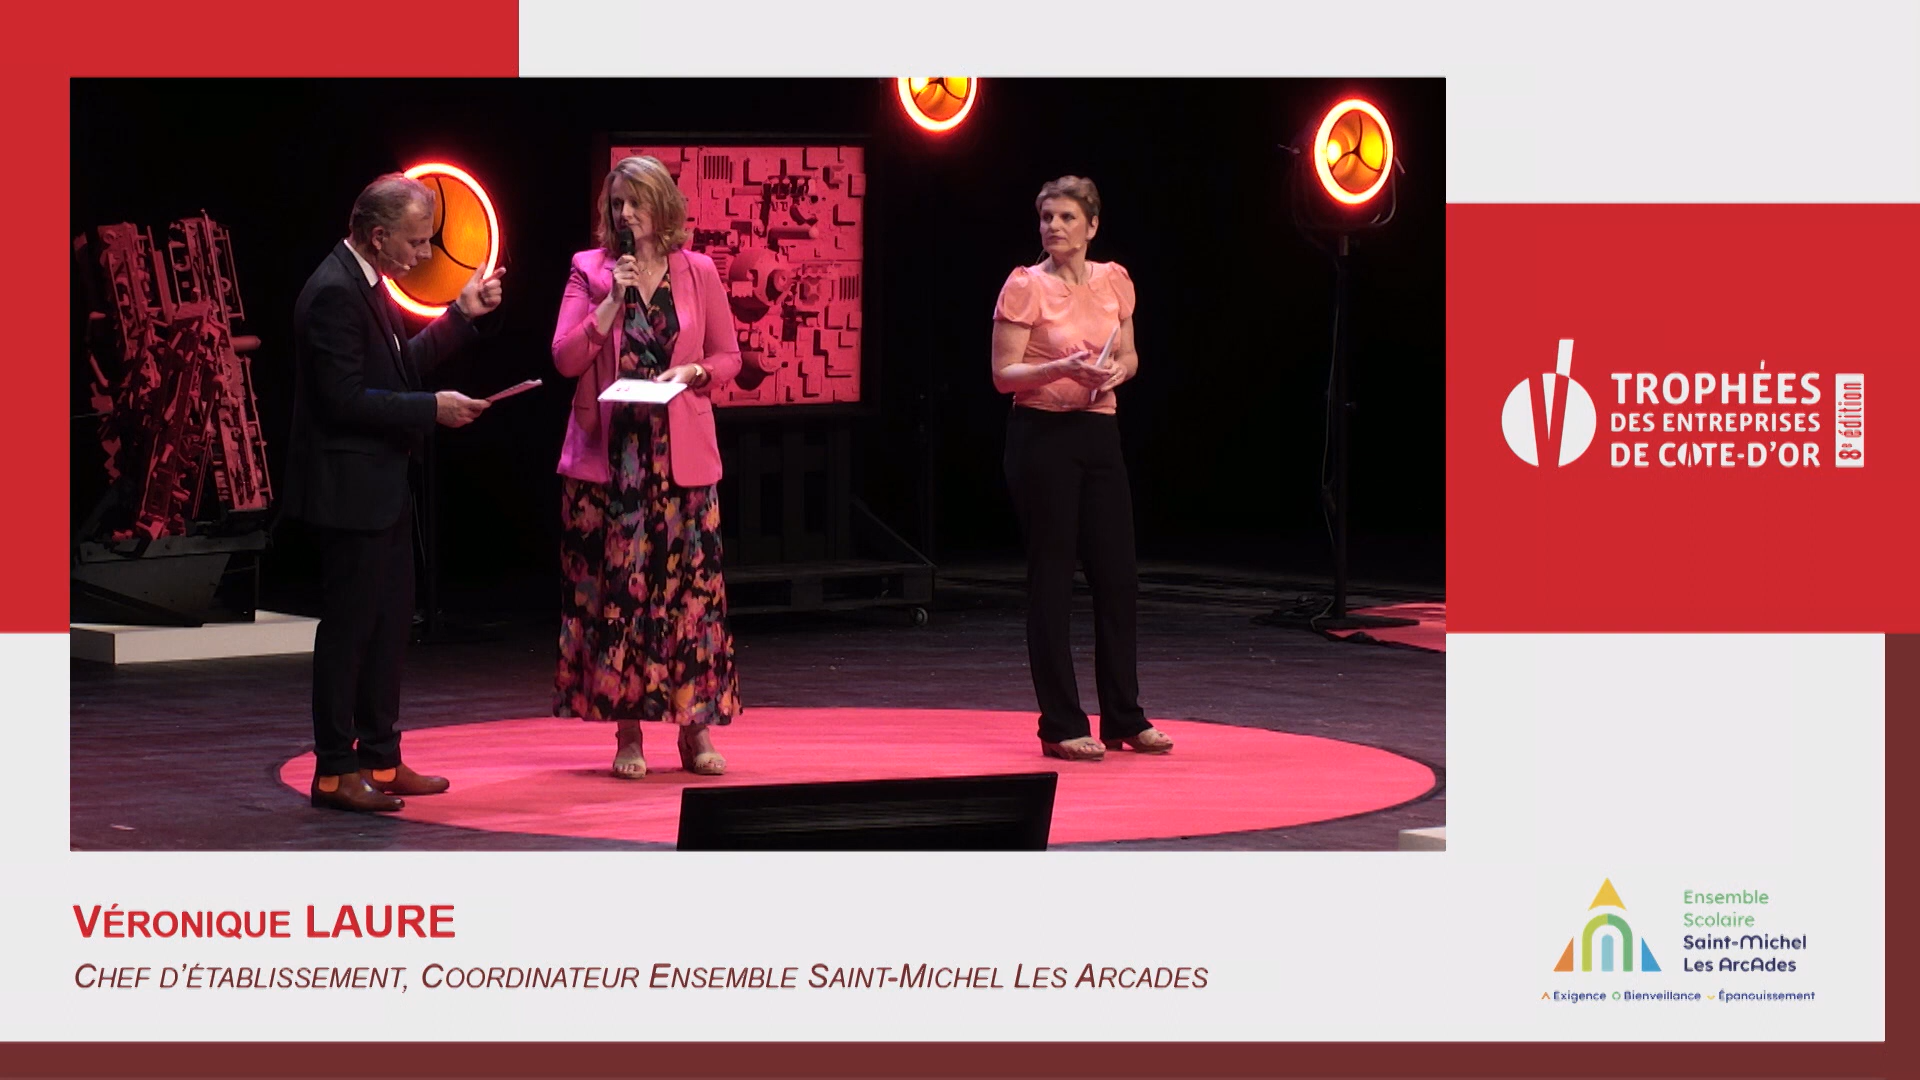 TROPHÉES
DES ENTREPRISES
DE COTE-D'OR
8e édition
VÉRONIQUE LAURE
CHEF D'ÉTABLISSEMENT, COORDINATEUR ENSEMBLE SAINT-MICHEL LES ARCADES
Ensemble
Scolaire
Saint-Michel
Les ArcAdes
Exigence Bienveillance Épanouissement